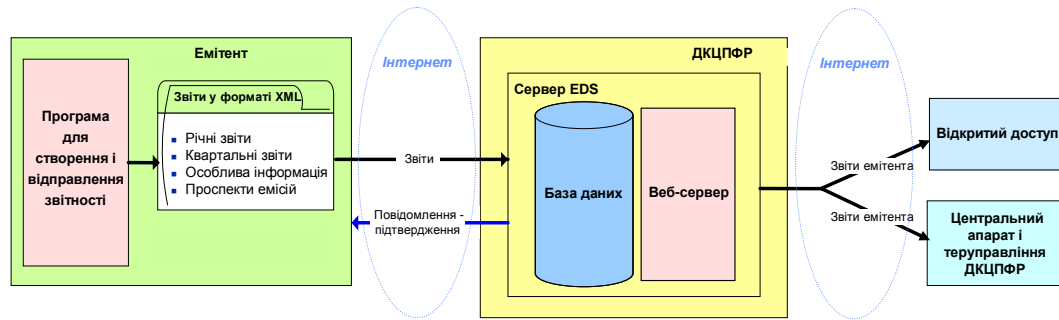 Емітент
Програма
для
створення і
відправлення
звітності
Звіти у форматі XML
Річні звіти
Квартальні звіти
Особлива інформація
Проспекти емісій
Інтернет
Звіти
Повідомлення -
підтвердження
ДКЦПФР
Сервер EDS
База даних
Веб-сервер
Інтернет
Звіти емітента
Звіти емітента
Відкритий доступ
Центральний
апарат і
теруправління
ДКЦПФР